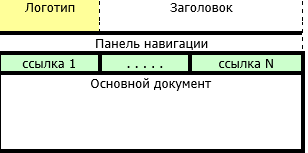 Логотип Заголовок
Панель навигации
ссылка 1 . . . . . ссылка N
Основной документ